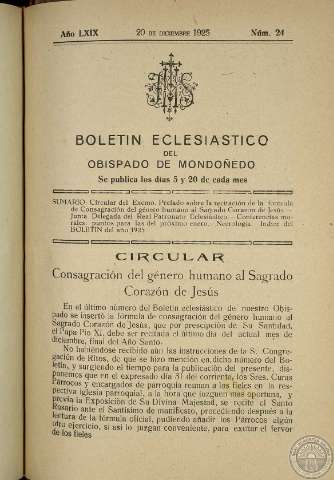 Año LXIX 20 DE DICIEMBRE 1925 Núm. 24
BOLETIN ECLESIASTICO
DEL
OBISPADO DE MONDOÑEDO
Se publica los días 5 y 20 de cada mes
SUMARIO Circular del Excmo. Prelado sobre la recitación de la fórmula
de Consagración del género humano al Sagrado Corazón de Jesús
Junta Delegada del Real Patronato Eclesiástico. Conferencias mo-
rales: puntos para las del próximo enero. Necrología. Indice del
BOLETIN del año 1925
CIRCULAR
Consagración del género humano al Sagrado
Corazón de Jesús
En el último número del Boletín eclesiástico de nuestro Obis-
pado se insertó la fórmula de consagración del género humano al
Sagrado Corazón de Jesús, que por prescipción de Su Santidad,
el Papa Pío XI, debe ser recitada el último día del actual mes de
diciembre, final del Año Santo.
No habiéndose recibido aún las instrucciones de la S. Congre-
gación de Ritos, de que se hizo mención en dicho número del Bo-
letín, y surgiendo el tiempo para la publicación del presente, dis-
ponemos que en el expresado día 31 del corriente, los Sres. Curas
Párrocos y encargados de parroquia reunan a los fieles en la res-
pectiva iglesia parroquial, a la hora que juzguen mas oportuna, y
previa la Exposición de Su Divina Majestad, se recite el Santo
Rosario ante el Santísimo de manifiesto, procediendo después a la
lectura de la fórmula oficial, pudiendo añadir los Párrocos algún
otro ejercicio, si así lo juzgan conveniente, para excitar el fervor
de los fieles